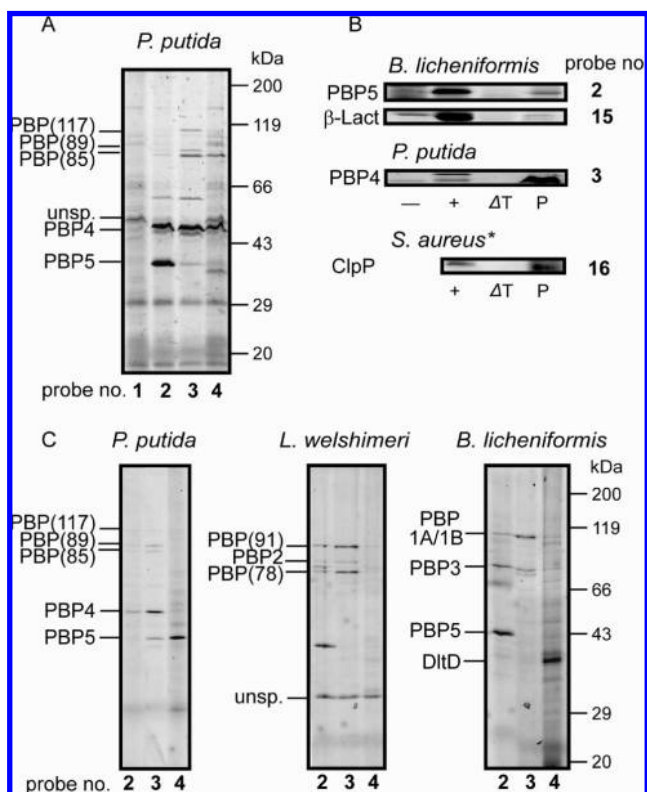 A
P. putida
kDa
200
119
66
43
29
20
PBP(117)
PBP(89)
PBP(85)
unsp.
PBP4
PBP5
probe no. 1 2 3 4
B
B. licheniformis probe no
PBP5 2
β-Lact 15
P. putida
PBP4 3
— + ΔT P
S. aureus*
ClpP 16
+ ΔT P
C
P. putida
PBP(117)
PBP(89)
PBP(85)
PBP4
PBP5
probe no. 2 3 4
L. welshimeri
PBP(91)
PBP2
PBP(78)
unsp.
2 3 4
B. licheniformis
kDa
200
119
66
43
29
20
PBP
1A/1B
PBP3
PBP5
DltD
2 3 4